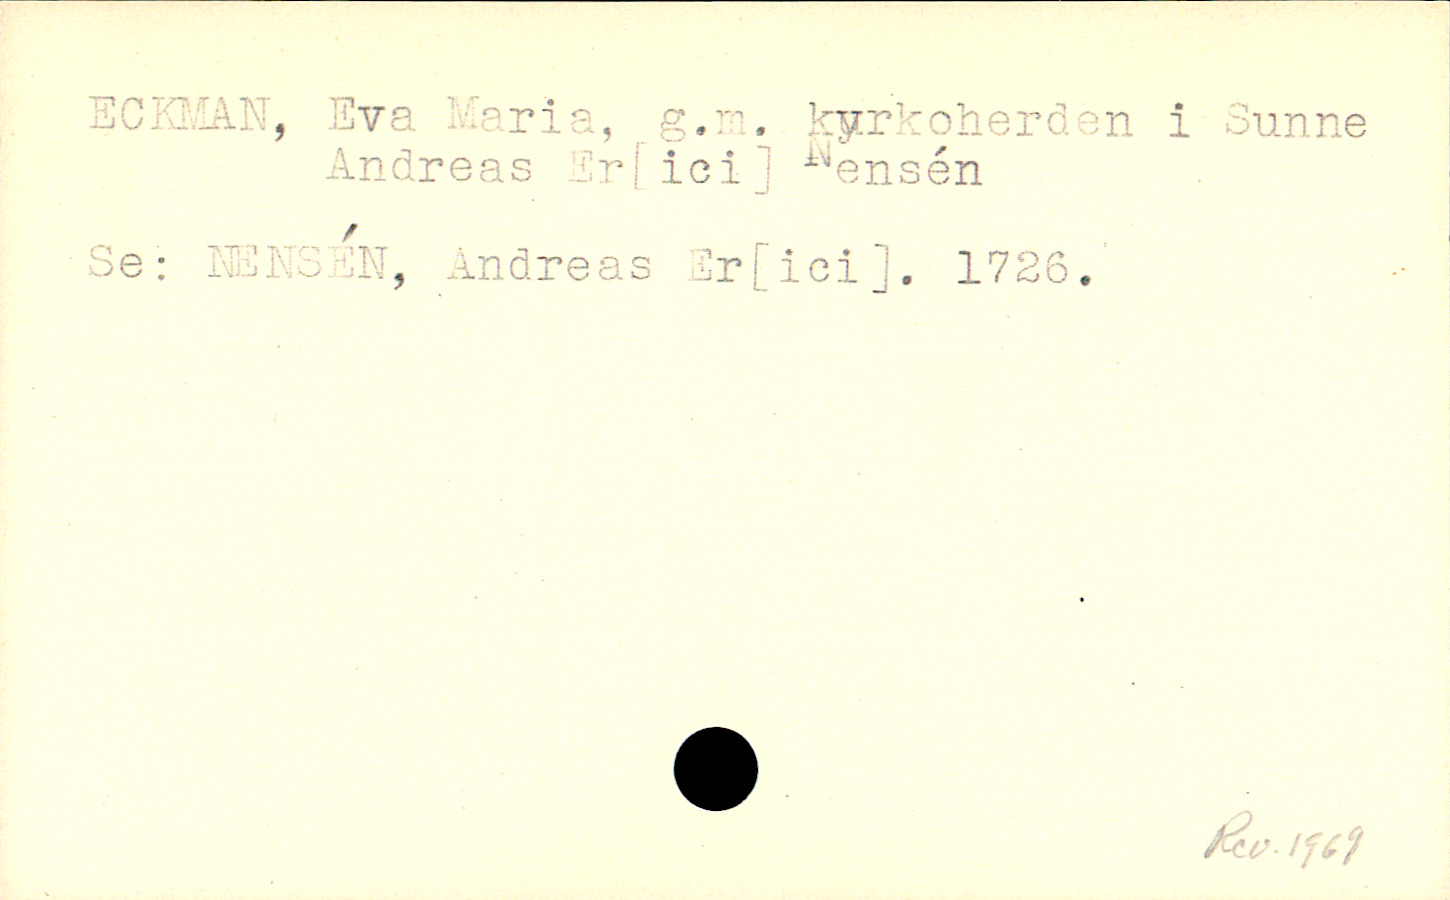 ECKMAN, Eva Maria, g.m. kyrkoherden i Sunne
Andreas Er[ici] Nensén
Se: NENSÉN, Andreas Er[ici]. 1726.
Rev. 1969